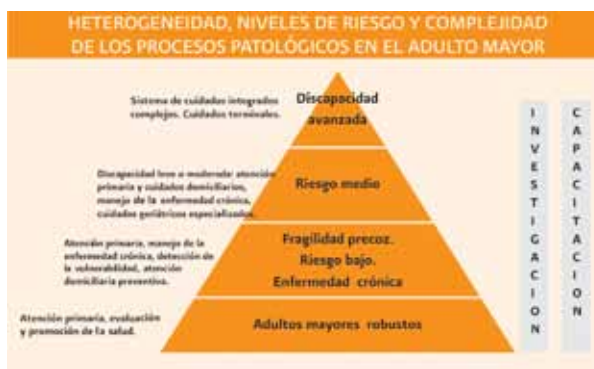 HETEROGENEIDAD, NIVELES DE RIESGO Y COMPLEJIDAD
DE LOS PROCESOS PATOLÓGICOS EN EL ADULTO MAYOR
Sistema de cuidados integrados
complejos. Cuidados terminales.
Discapacidad
avanzada
Discapacidad leve a moderada: atención
primaria y cuidados domiciliarios,
manejo de la enfermedad crónica,
cuidados geriátricos especializados.
Riesgo medio
Atención primaria, manejo de la
enfermedad crónica, detección de
la vulnerabilidad, atención
domiciliaria preventiva.
Fragilidad precoz.
Riesgo bajo.
Enfermedad crónica
Atención primaria, evaluación
y promoción de la salud.
Adultos mayores robustos
INVESTIGACION
CAPACITACION